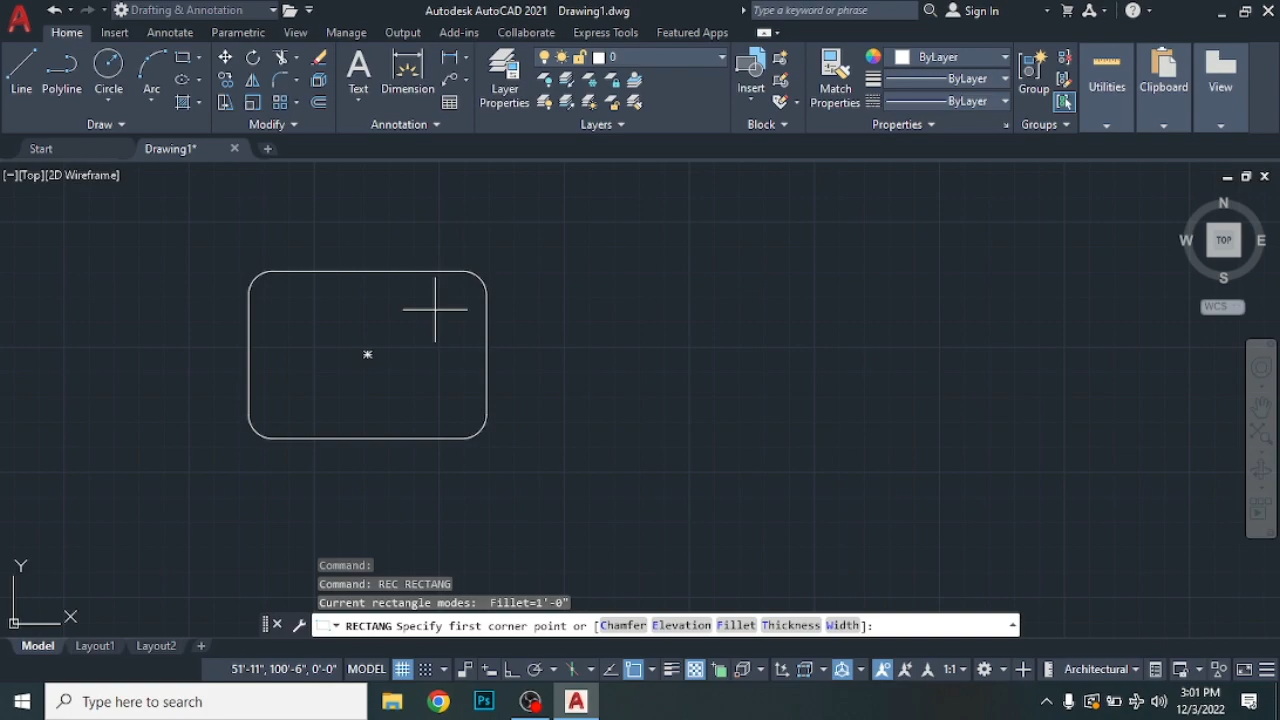 Drafting & Annotation
Autodesk AutoCAD 2021 Drawing1.dwg
Type a keyword or phrase
Sign In
Home Insert Annotate Parametric View Manage Output Add-ins Collaborate Express Tools Featured Apps
Line Polyline Circle Arc
Draw
Modify
Text Dimension
Annotation
Layer Properties
0
Layers
Insert
Block
Match Properties
ByLayer
ByLayer
ByLayer
Properties
Group
Groups
Utilities
Clipboard
View
Start Drawing1*
[−][Top][2D Wireframe]
N
W TOP E
S
WCS
Y
X
Command:
Command: REC RECTANG
Current rectangle modes: Fillet=1'-0"
RECTANG Specify first corner point or [Chamfer Elevation Fillet Thickness Width]:
Model Layout1 Layout2
51'-11", 100'-6", 0'-0" MODEL 1:1 Architectural
Type here to search
Ps
3:01 PM
12/3/2022